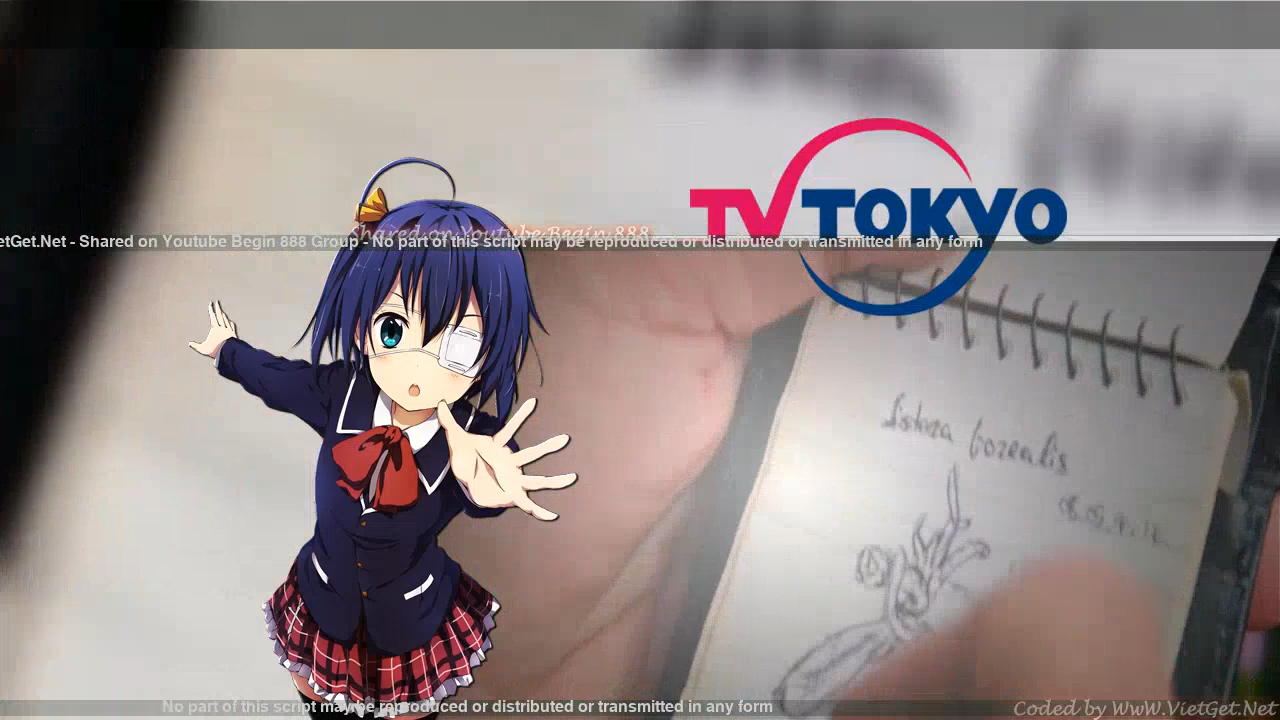 TV TOKYO
Shared on Youtube Begin 888
etGet.Net - Shared on Youtube Begin 888 Group - No part of this script may be reproduced or distributed or transmitted in any form
borealis
No part of this script may be reproduced or distributed or transmitted in any form
Coded by WwW.VietGet.Net